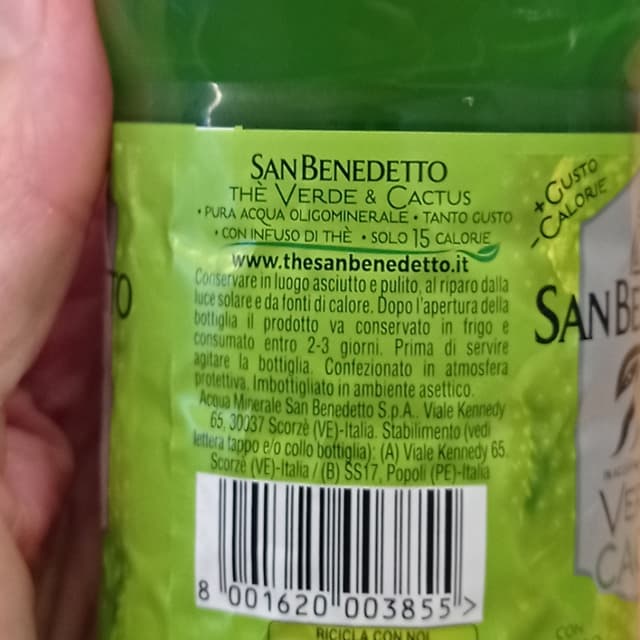 SAN BENEDETTO
THÈ VERDE & CACTUS
• PURA ACQUA OLIGOMINERALE • TANTO GUSTO
• CON INFUSO DI THÈ • SOLO 15 CALORIE
www.thesanbenedetto.it
Conservare in luogo asciutto e pulito, al riparo dalla
luce solare e da fonti di calore. Dopo l'apertura della
bottiglia il prodotto va conservato in frigo e
consumato entro 2-3 giorni. Prima di servire
agitare la bottiglia. Confezionato in atmosfera
protettiva. Imbottigliato in ambiente asettico.
Acqua Minerale San Benedetto S.p.A. Viale Kennedy
65, 30037 Scorzè (VE)-Italia. Stabilimento (vedi
lettera tappo e/o collo bottiglia): (A) Viale Kennedy 65,
Scorzè (VE)-Italia / (B) SS17, Popoli (PE)-Italia
8 001620 003855 >
RICICLA CON NOI
+ GUSTO
- CALORIE
SAN BE
VE
CA
CON
TO